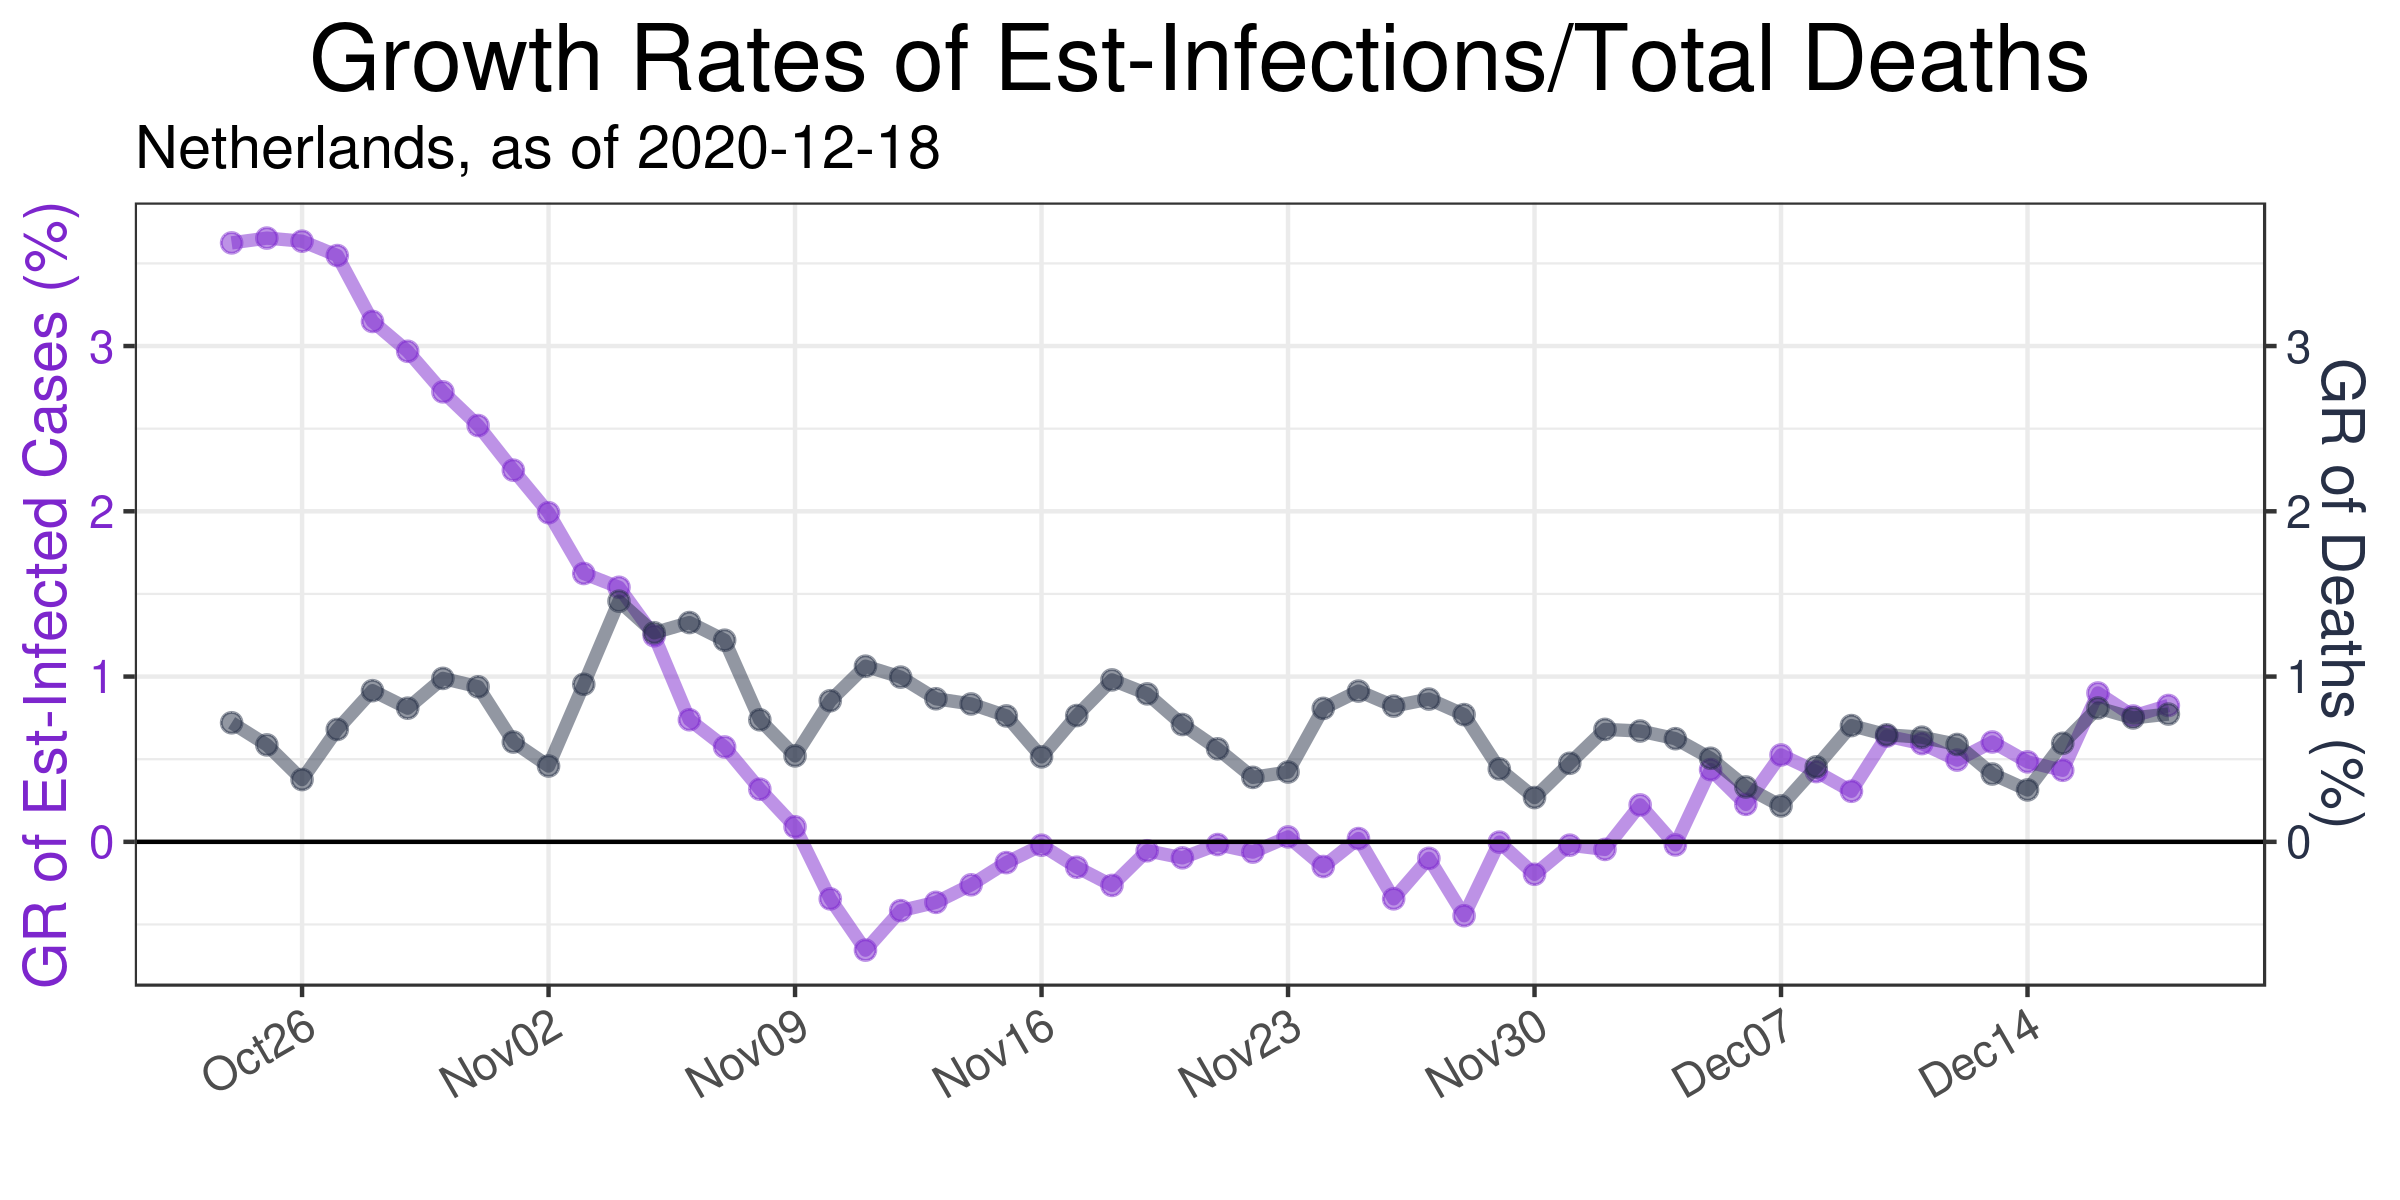 Growth Rates of Est-Infections/Total Deaths
Netherlands, as of 2020-12-18
GR of Est-Infected Cases (%)
3
2
1
0
3
2
1
0
GR of Deaths (%)
Oct26
Nov02
Nov09
Nov16
Nov23
Nov30
Dec07
Dec14